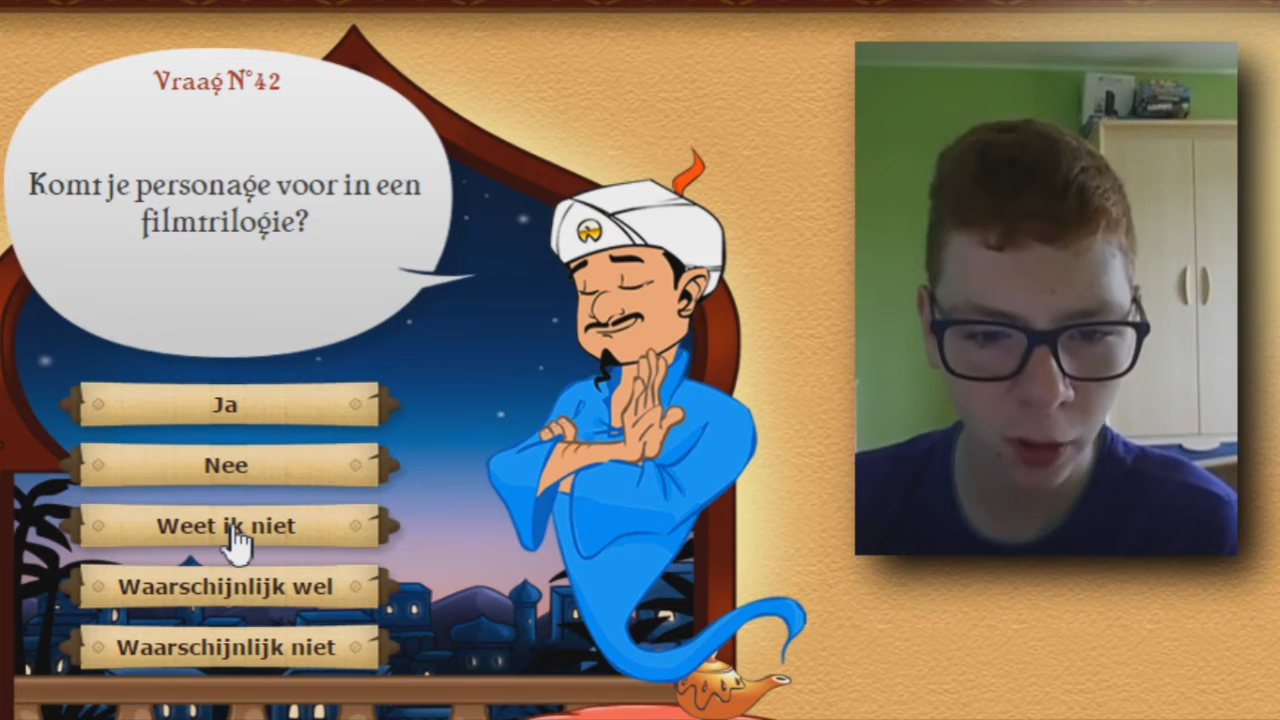 Vraag N°42
Komt je personage voor in een
filmtrilogie?
Ja
Nee
Weet ik niet
Waarschijnlijk wel
Waarschijnlijk niet